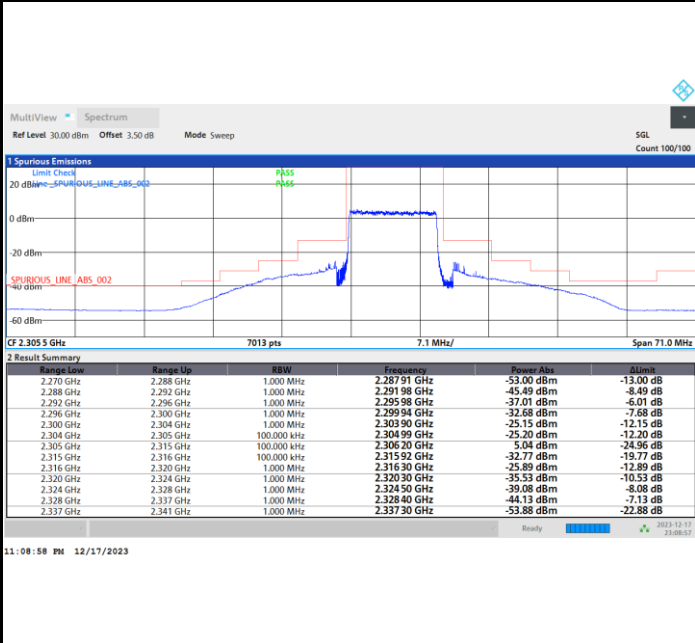 MultiView Spectrum
Ref Level 30.00 dBm Offset 3.50 dB Mode Sweep SGL
Count 100/100
1 Spurious Emissions
Limit Check PASS
20 dBm Line _SPURIOUS_LINE_ABS_002 PASS
0 dBm
-20 dBm
_SPURIOUS_LINE_ABS_002
-40 dBm
-60 dBm
CF 2.305 5 GHz 7013 pts 7.1 MHz/ Span 71.0 MHz
2 Result Summary
Range Low Range Up RBW Frequency Power Abs ΔLimit
2.270 GHz 2.288 GHz 1.000 MHz 2.287 91 GHz -53.00 dBm -13.00 dB
2.288 GHz 2.292 GHz 1.000 MHz 2.291 98 GHz -45.49 dBm -8.49 dB
2.292 GHz 2.296 GHz 1.000 MHz 2.295 98 GHz -37.01 dBm -6.01 dB
2.296 GHz 2.300 GHz 1.000 MHz 2.299 94 GHz -32.68 dBm -7.68 dB
2.300 GHz 2.304 GHz 1.000 MHz 2.303 90 GHz -25.15 dBm -12.15 dB
2.304 GHz 2.305 GHz 100.000 kHz 2.304 99 GHz -25.20 dBm -12.20 dB
2.305 GHz 2.315 GHz 100.000 kHz 2.306 20 GHz 5.04 dBm -24.96 dB
2.315 GHz 2.316 GHz 100.000 kHz 2.315 92 GHz -32.77 dBm -19.77 dB
2.316 GHz 2.320 GHz 1.000 MHz 2.316 30 GHz -25.89 dBm -12.89 dB
2.320 GHz 2.324 GHz 1.000 MHz 2.320 30 GHz -35.53 dBm -10.53 dB
2.324 GHz 2.328 GHz 1.000 MHz 2.324 50 GHz -39.08 dBm -8.08 dB
2.328 GHz 2.337 GHz 1.000 MHz 2.328 40 GHz -44.13 dBm -7.13 dB
2.337 GHz 2.341 GHz 1.000 MHz 2.337 30 GHz -53.88 dBm -22.88 dB
Ready 2023-12-17
23:08:57
11:08:58 PM 12/17/2023